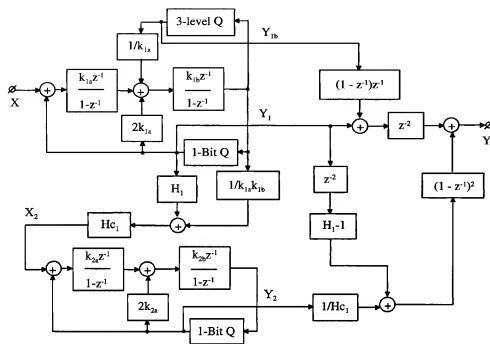 3-level Q
Y1b
1/k1a
(1 - z⁻¹)z⁻¹
k1az⁻¹
1-z⁻¹
k1bz⁻¹
1-z⁻¹
X
2k1a
Y1
z⁻²
Y
1-Bit Q
H1
1/k1ak1b
z⁻²
(1 - z⁻¹)²
X2
Hc1
H1-1
k2az⁻¹
1-z⁻¹
k2bz⁻¹
1-z⁻¹
2k2a
Y2
1/Hc1
1-Bit Q